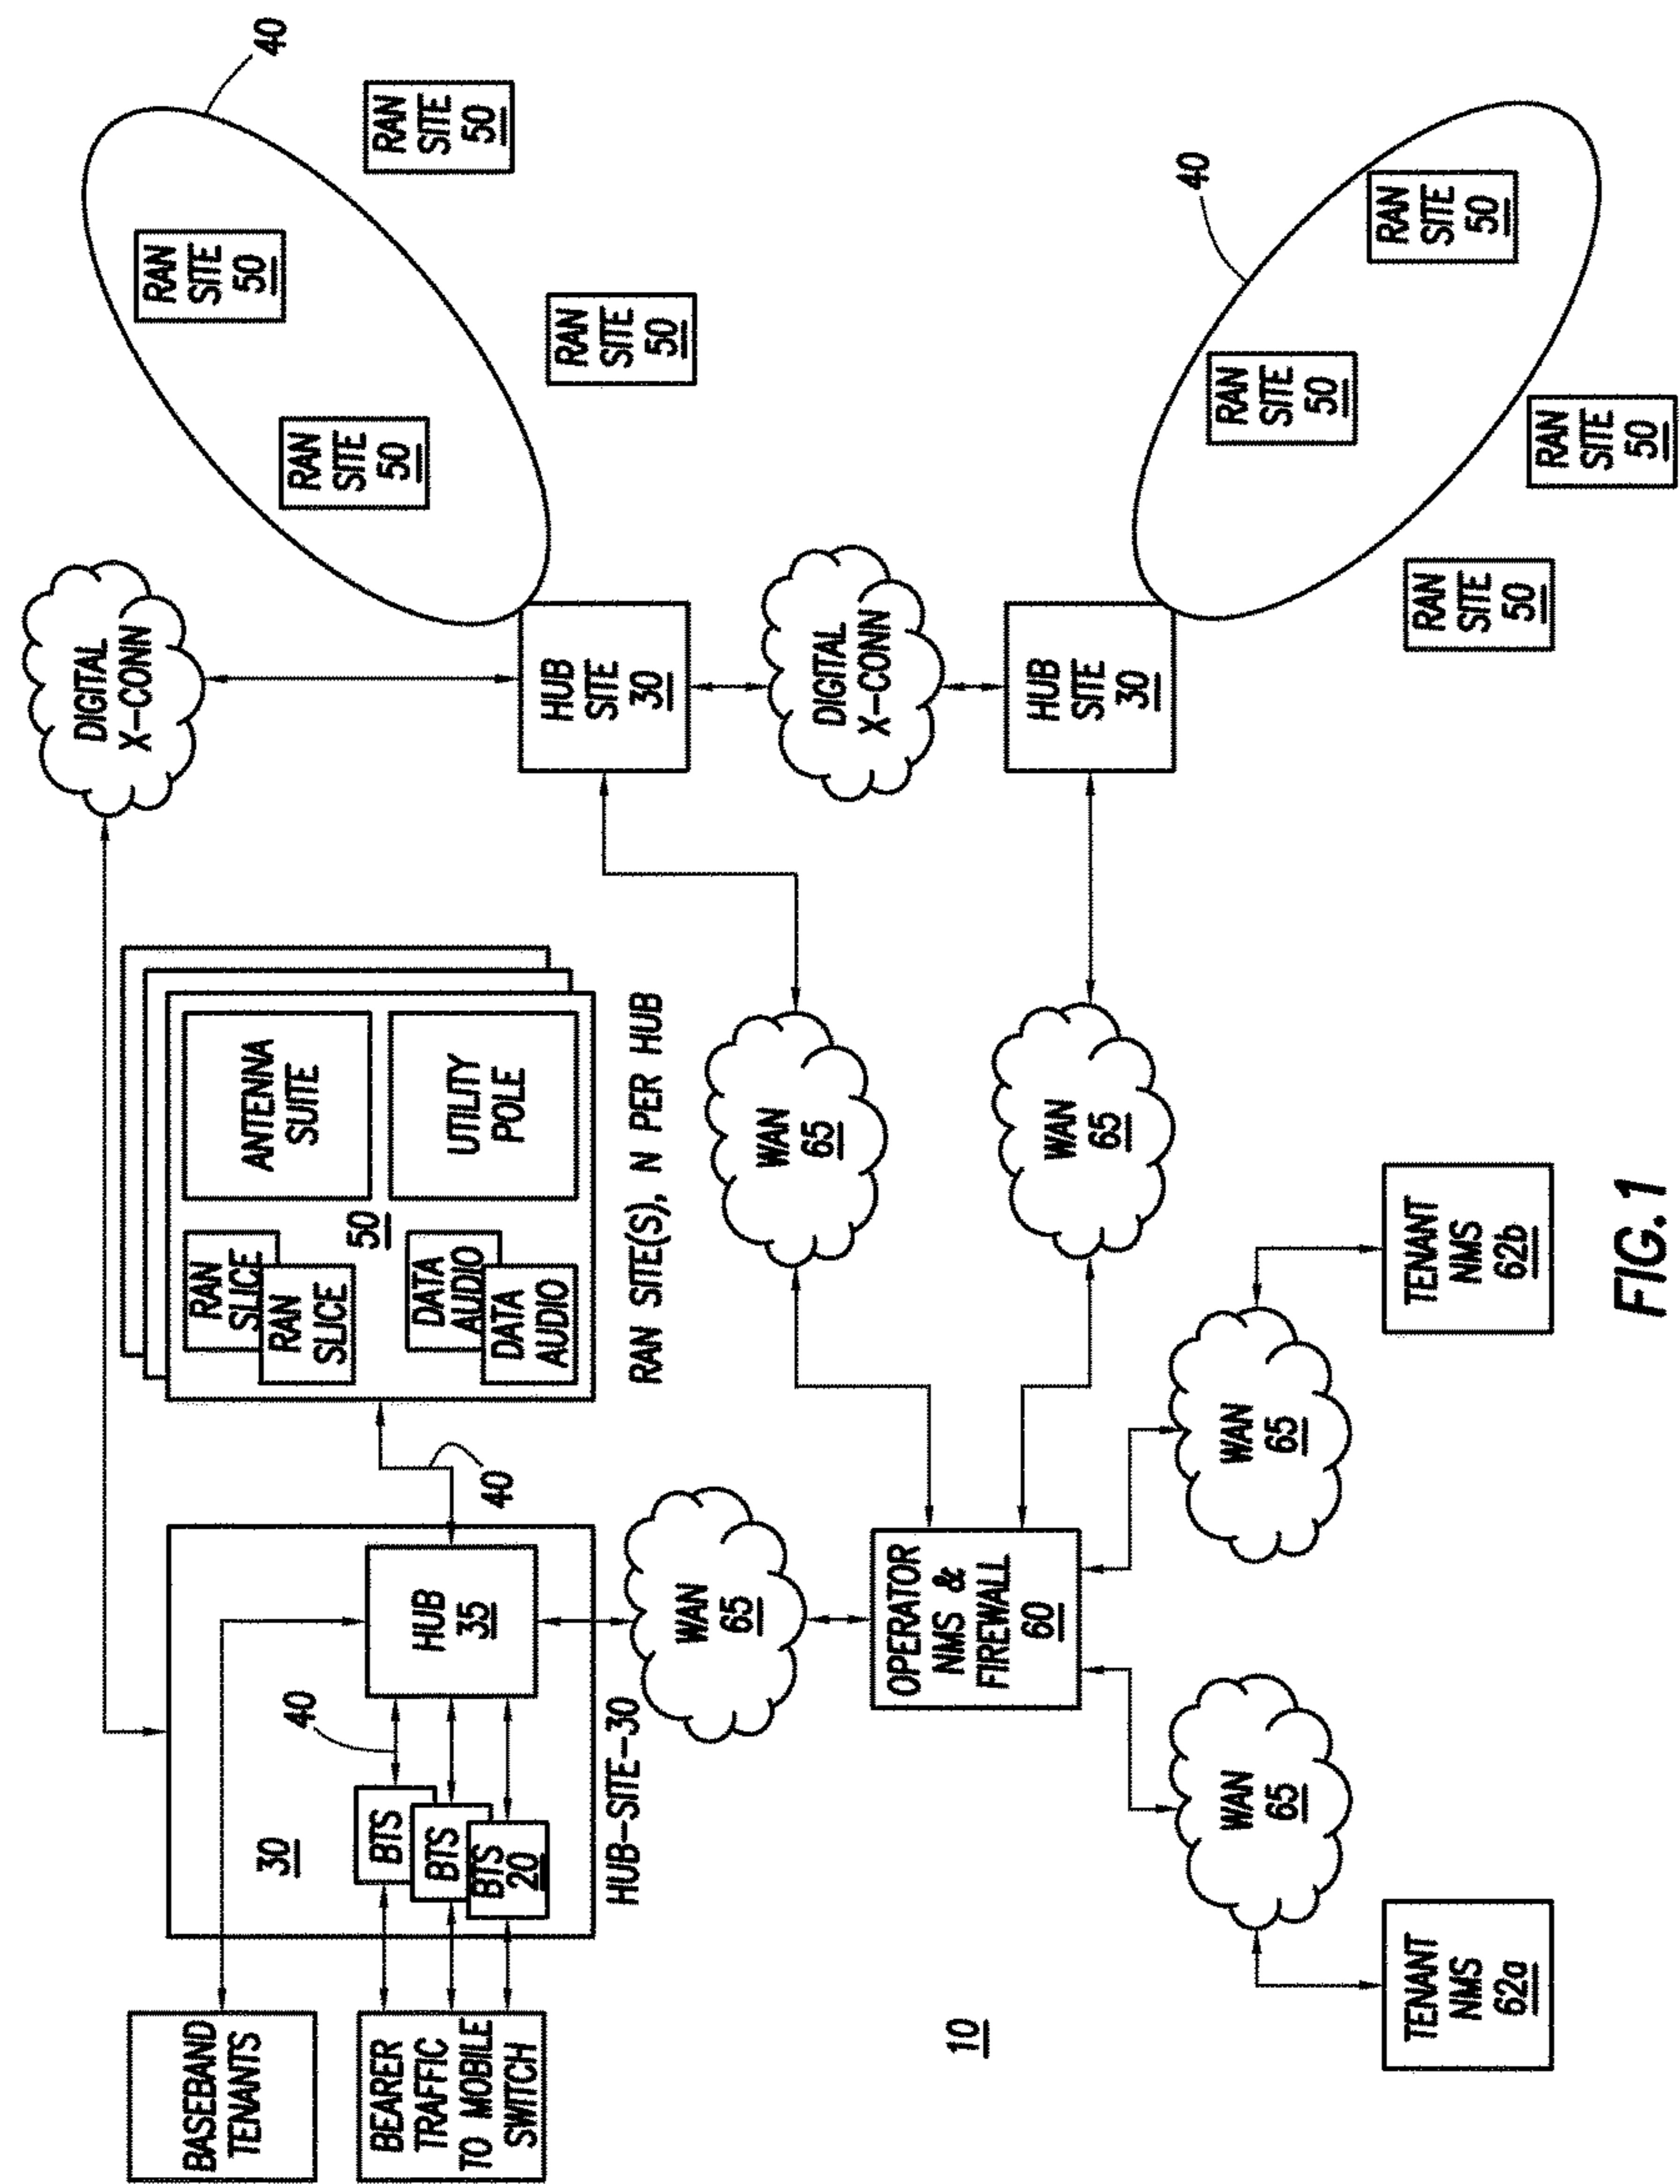 BASEBAND
TENANTS
BEARER
TRAFFIC
TO MOBILE
SWITCH
30
BTS
BTS
BTS
20
40
HUB
35
HUB-SITE-30
40
RAN
SLICE
RAN
SLICE
50
DATA
AUDIO
DATA
AUDIO
ANTENNA
SUITE
UTILITY
POLE
RAN SITE(S), N PER HUB
DIGITAL
X-CONN
HUB
SITE
30
DIGITAL
X-CONN
HUB
SITE
30
40
RAN
SITE
50
RAN
SITE
50
RAN
SITE
50
RAN
SITE
50
40
RAN
SITE
50
RAN
SITE
50
RAN
SITE
50
RAN
SITE
50
WAN
65
WAN
65
WAN
65
OPERATOR
NMS &
FIREWALL
60
WAN
65
WAN
65
TENANT
NMS
62a
TENANT
NMS
62b
10
FIG.1